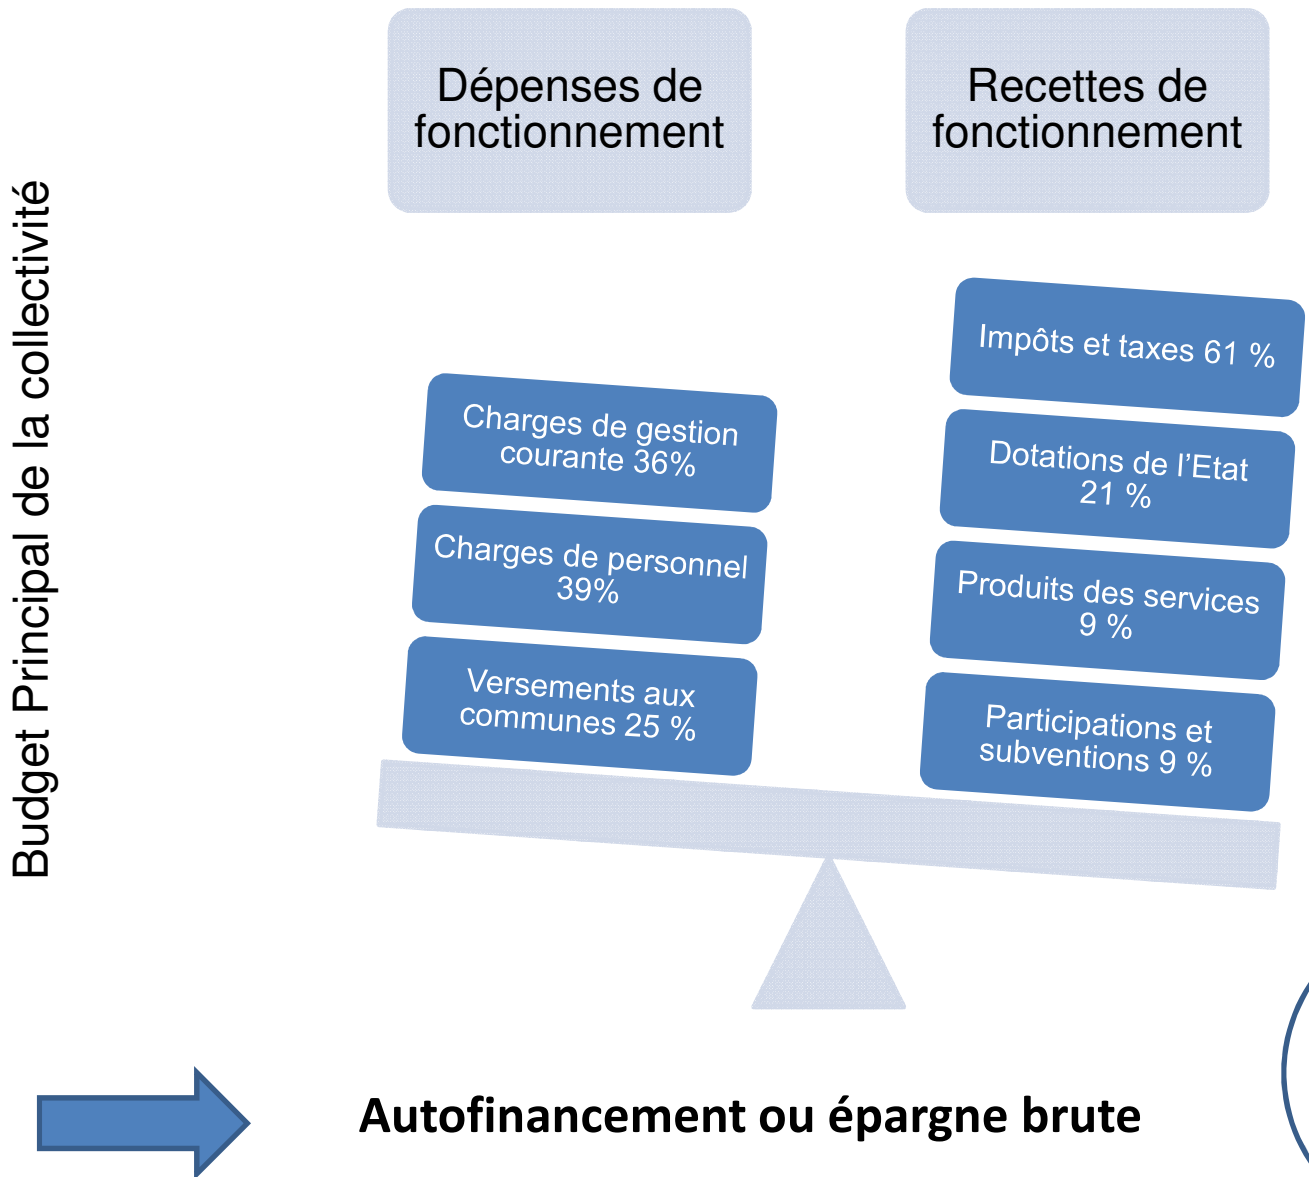 Budget Principal de la collectivité
Dépenses de
fonctionnement
Recettes de
fonctionnement
Charges de gestion
courante 36%
Charges de personnel
39%
Versements aux
communes 25 %
Impôts et taxes 61 %
Dotations de l’Etat
21 %
Produits des services
9 %
Participations et
subventions 9 %
Autofinancement ou épargne brute